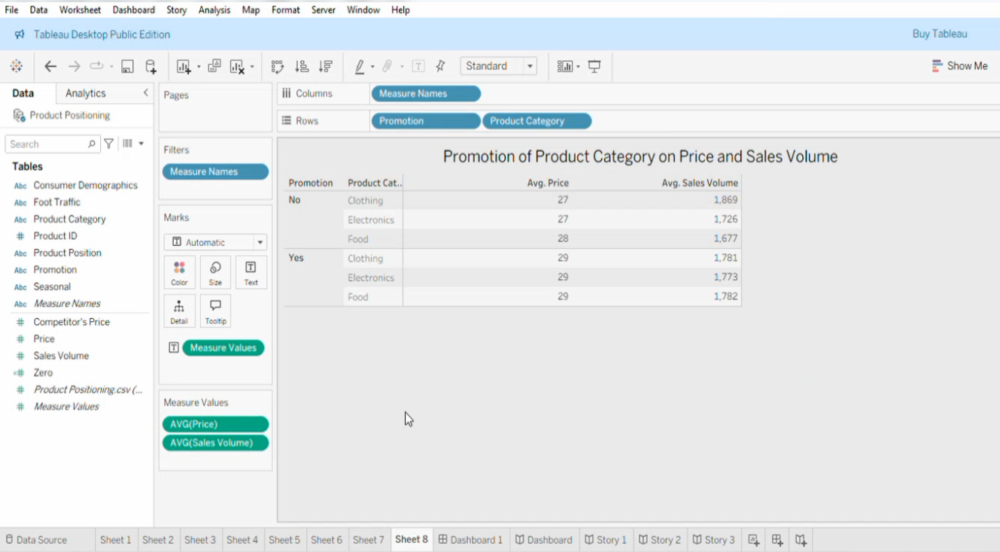 File Data Worksheet Dashboard Story Analysis Map Format Server Window Help
Tableau Desktop Public Edition Buy Tableau
Standard Show Me
Data Analytics
Product Positioning
Search
Tables
Abc Consumer Demographics
Abc Foot Traffic
Abc Product Category
# Product ID
Abc Product Position
Abc Promotion
Abc Seasonal
Abc Measure Names
# Competitor's Price
# Price
# Sales Volume
=# Zero
# Product Positioning.csv (...
# Measure Values
Pages
Filters
Measure Names
Marks
T Automatic
Color Size T Text
Detail Tooltip
T Measure Values
Measure Values
AVG(Price)
AVG(Sales Volume)
Columns Measure Names
Rows Promotion Product Category
Promotion of Product Category on Price and Sales Volume
Promotion Product Cat.. Avg. Price Avg. Sales Volume
No Clothing 27 1,869
Electronics 27 1,726
Food 28 1,677
Yes Clothing 29 1,781
Electronics 29 1,773
Food 29 1,782
Data Source Sheet 1 Sheet 2 Sheet 3 Sheet 4 Sheet 5 Sheet 6 Sheet 7 Sheet 8 Dashboard 1 Dashboard Story 1 Story 2 Story 3